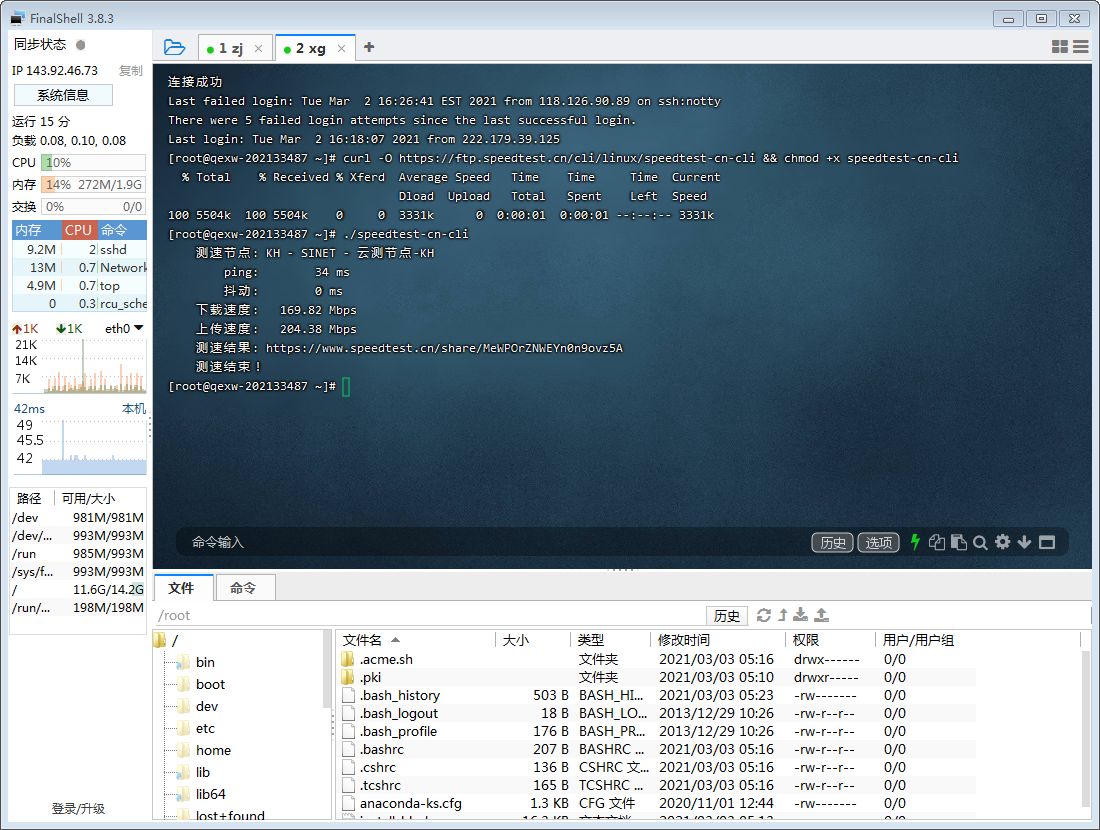 FinalShell 3.8.3
同步状态
1 zj
2 xg
IP 143.92.46.73 复制
系统信息
运行 15 分
负载 0.08, 0.10, 0.08
CPU 10%
内存 14% 272M/1.9G
交换 0% 0/0
内存 CPU 命令
9.2M 2 sshd
13M 0.7 Network
4.9M 0.7 top
0 0.3 rcu_sche
1K 1K eth0
21K
14K
7K
42ms 本机
49
45.5
42
路径 可用/大小
/dev 981M/981M
/dev/... 993M/993M
/run 985M/993M
/sys/f... 993M/993M
/ 11.6G/14.2G
/run/... 198M/198M
登录/升级
连接成功
Last failed login: Tue Mar  2 16:26:41 EST 2021 from 118.126.90.89 on ssh:notty
There were 5 failed login attempts since the last successful login.
Last login: Tue Mar  2 16:18:07 2021 from 222.179.39.125
[root@qexw-202133487 ~]# curl -O https://ftp.speedtest.cn/cli/linux/speedtest-cn-cli && chmod +x speedtest-cn-cli
% Total % Received % Xferd Average Speed Time Time Time Current
Dload Upload Total Spent Left Speed
100 5504k 100 5504k 0 0 3331k 0 0:00:01 0:00:01 --:--:-- 3331k
[root@qexw-202133487 ~]# ./speedtest-cn-cli
测速节点: KH - SINET - 云测节点-KH
ping: 34 ms
抖动: 0 ms
下载速度: 169.82 Mbps
上传速度: 204.38 Mbps
测速结果: https://www.speedtest.cn/share/MeWPOrZNWEYn0n9ovz5A
测速结束！
[root@qexw-202133487 ~]#
命令输入 历史 选项
文件 命令
/root 历史
/
bin
boot
dev
etc
home
lib
lib64
lost+found
文件名 大小 类型 修改时间 权限 用户/用户组
.acme.sh 文件夹 2021/03/03 05:16 drwx------ 0/0
.pki 文件夹 2021/03/03 05:10 drwxr----- 0/0
.bash_history 503 B BASH_HI... 2021/03/03 05:23 -rw------- 0/0
.bash_logout 18 B BASH_LO... 2013/12/29 10:26 -rw-r--r-- 0/0
.bash_profile 176 B BASH_PR... 2013/12/29 10:26 -rw-r--r-- 0/0
.bashrc 207 B BASHRC ... 2021/03/03 05:16 -rw-r--r-- 0/0
.cshrc 136 B CSHRC 文... 2021/03/03 05:16 -rw-r--r-- 0/0
.tcshrc 165 B TCSHRC ... 2021/03/03 05:16 -rw-r--r-- 0/0
anaconda-ks.cfg 1.3 KB CFG 文件 2020/11/01 12:44 -rw------- 0/0